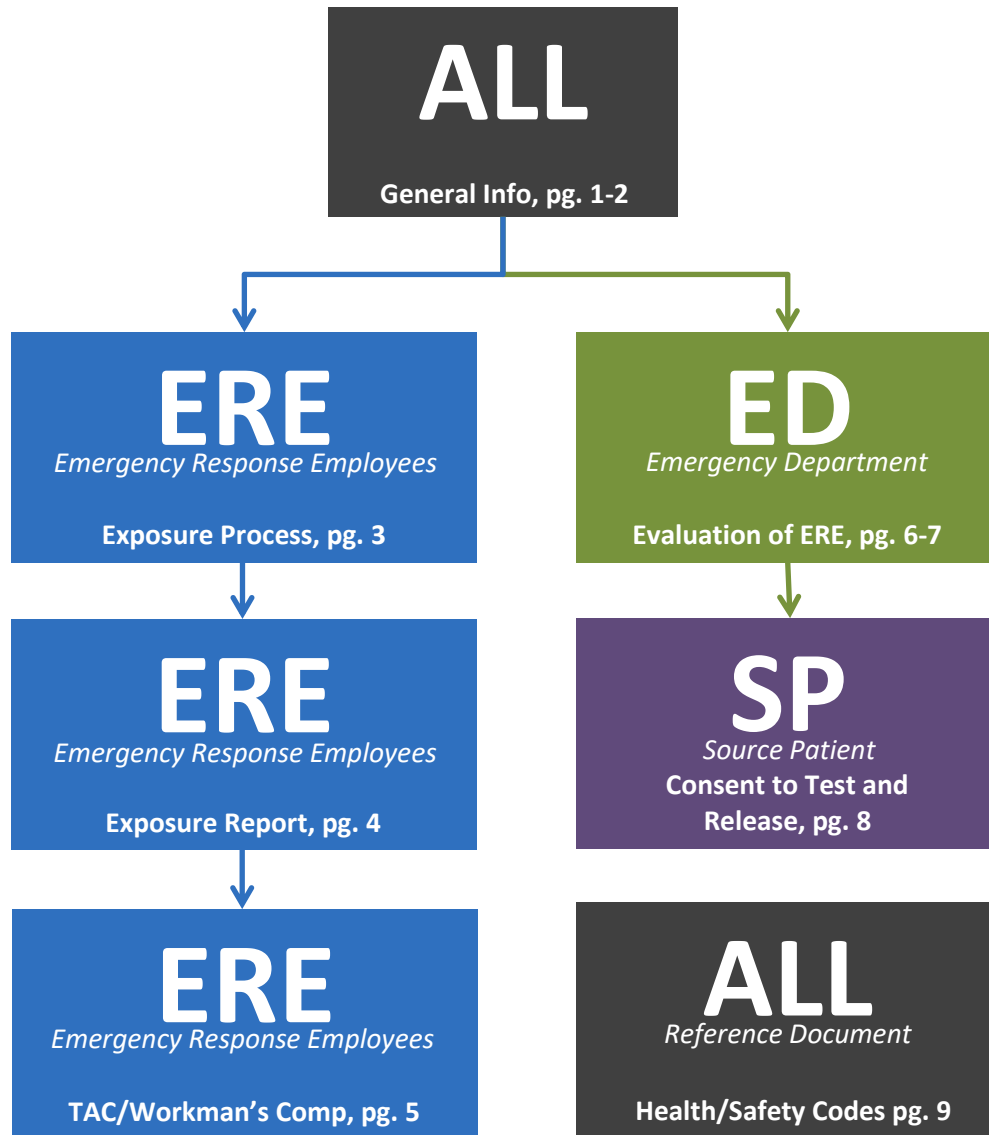 ALL
General Info, pg. 1-2
ERE
Emergency Response Employees
Exposure Process, pg. 3
ED
Emergency Department
Evaluation of ERE, pg. 6-7
ERE
Emergency Response Employees
Exposure Report, pg. 4
SP
Source Patient
Consent to Test and
Release, pg. 8
ERE
Emergency Response Employees
TAC/Workman’s Comp, pg. 5
ALL
Reference Document
Health/Safety Codes pg. 9